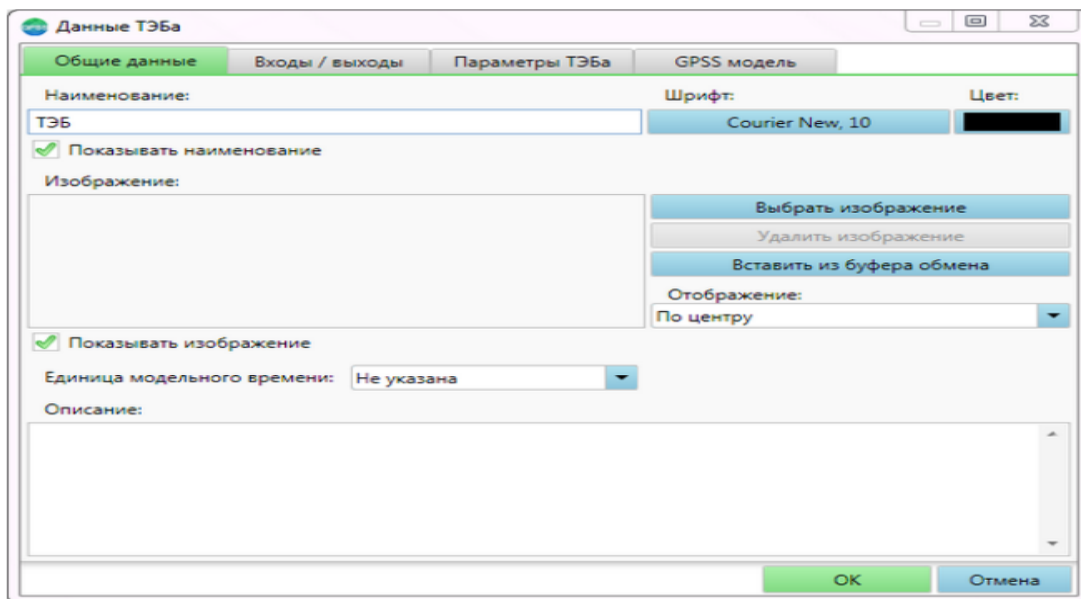 Данные ТЭБа
Общие данные Входы / выходы Параметры ТЭБа GPSS модель
Наименование: Шрифт: Цвет:
ТЭБ Courier New, 10
Показывать наименование
Изображение:
Выбрать изображение
Удалить изображение
Вставить из буфера обмена
Отображение:
По центру
Показывать изображение
Единица модельного времени: Не указана
Описание:
OK Отмена